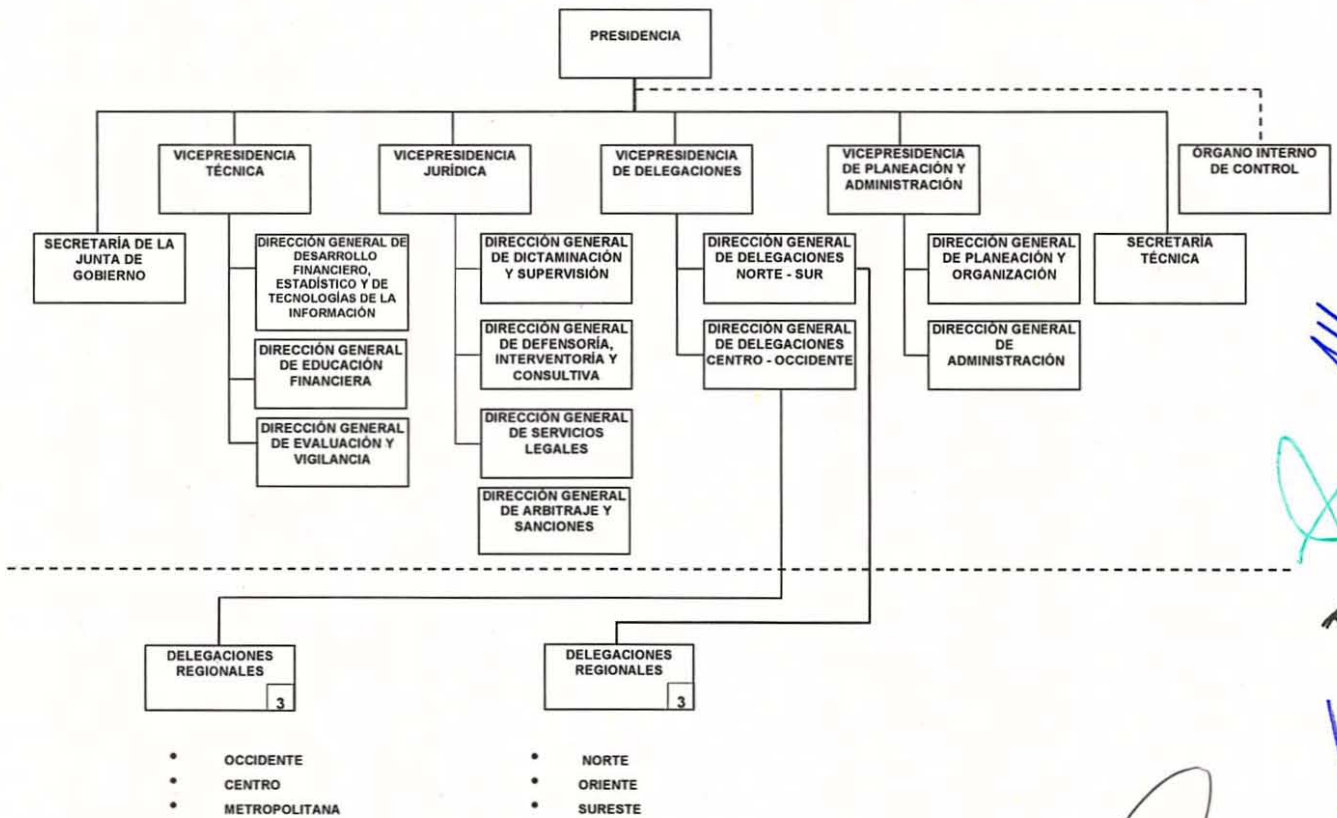 PRESIDENCIA
VICEPRESIDENCIA
TÉCNICA
VICEPRESIDENCIA
JURÍDICA
VICEPRESIDENCIA
DE DELEGACIONES
VICEPRESIDENCIA
DE PLANEACIÓN Y
ADMINISTRACIÓN
ÓRGANO INTERNO
DE CONTROL
SECRETARÍA DE LA
JUNTA DE
GOBIERNO
DIRECCIÓN GENERAL DE
DESARROLLO
FINANCIERO,
ESTADÍSTICO Y DE
TECNOLOGÍAS DE LA
INFORMACIÓN
DIRECCIÓN GENERAL
DE DICTAMINACIÓN
Y SUPERVISIÓN
DIRECCIÓN GENERAL
DE DELEGACIONES
NORTE - SUR
DIRECCIÓN GENERAL
DE PLANEACIÓN Y
ORGANIZACIÓN
SECRETARÍA
TÉCNICA
DIRECCIÓN GENERAL
DE EDUCACIÓN
FINANCIERA
DIRECCIÓN GENERAL
DE DEFENSORÍA,
INTERVENTORÍA Y
CONSULTIVA
DIRECCIÓN GENERAL
DE DELEGACIONES
CENTRO - OCCIDENTE
DIRECCIÓN GENERAL
DE
ADMINISTRACIÓN
DIRECCIÓN GENERAL
DE EVALUACIÓN Y
VIGILANCIA
DIRECCIÓN GENERAL
DE SERVICIOS
LEGALES
DIRECCIÓN GENERAL
DE ARBITRAJE Y
SANCIONES
DELEGACIONES
REGIONALES
3
• OCCIDENTE
• CENTRO
• METROPOLITANA
DELEGACIONES
REGIONALES
3
• NORTE
• ORIENTE
• SURESTE